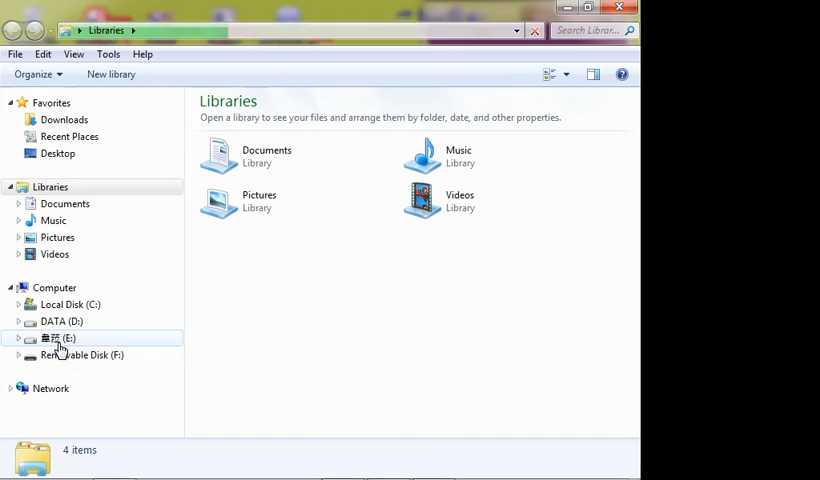 Libraries
Search Librar...
File Edit View Tools Help
Organize New library
Favorites
Downloads
Recent Places
Desktop
Libraries
Documents
Music
Pictures
Videos
Computer
Local Disk (C:)
DATA (D:)
(E:)
Removable Disk (F:)
Network
Libraries
Open a library to see your files and arrange them by folder, date, and other properties.
Documents
Library
Music
Library
Pictures
Library
Videos
Library
4 items